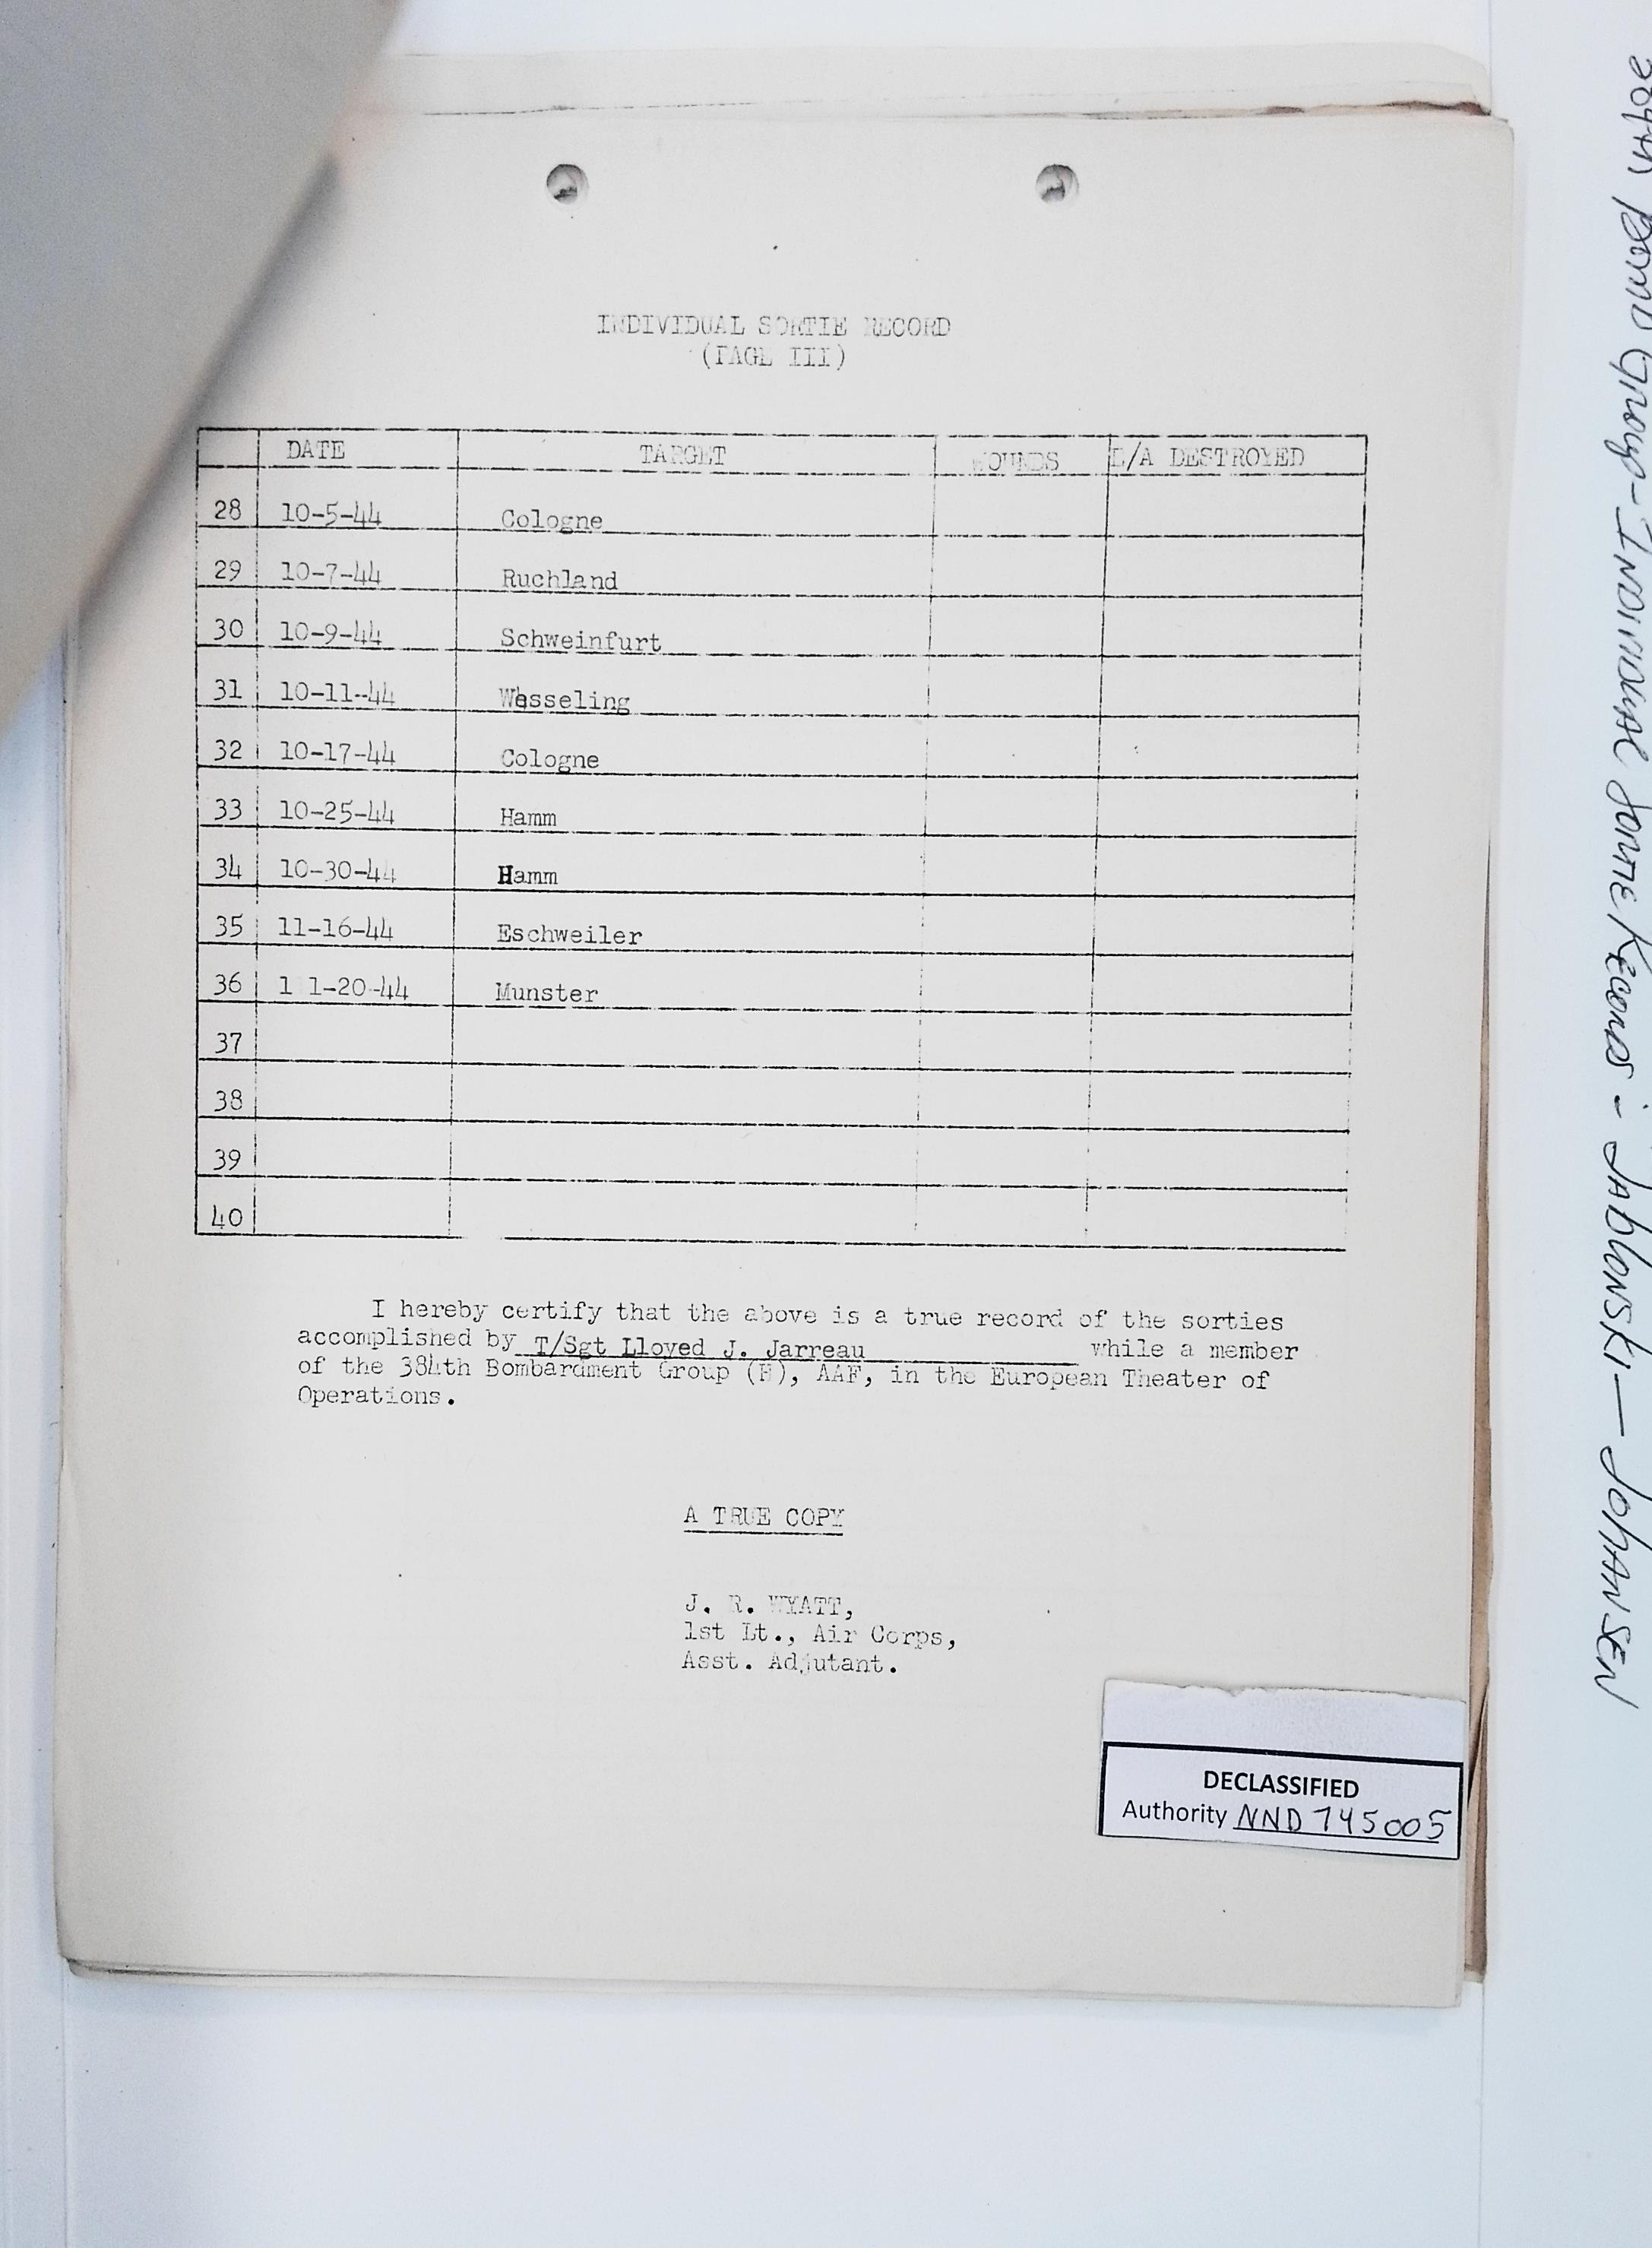 INDIVIDUAL SORTIE RECORD
(PAGE III)
DATE TARGET WOUNDS E/A DESTROYED
28 10-5-44 Cologne
29 10-7-44 Ruchland
30 10-9-44 Schweinfurt
31 10-11-44 Wesseling
32 10-17-44 Cologne
33 10-25-44 Hamm
34 10-30-44 Hamm
35 11-16-44 Eschweiler
36 1 1-20-44 Munster
37
38
39
40
I hereby certify that the above is a true record of the sorties
accomplished by T/Sgt Lloyed J. Jarreau while a member
of the 384th Bombardment Group (H), AAF, in the European Theater of
Operations.
A TRUE COPY
J. R. WYATT,
1st Lt., Air Corps,
Asst. Adjutant.
DECLASSIFIED
Authority NND 745005
384th Bomb Group - Individual Sortie Records :- Jablonski — Johansen